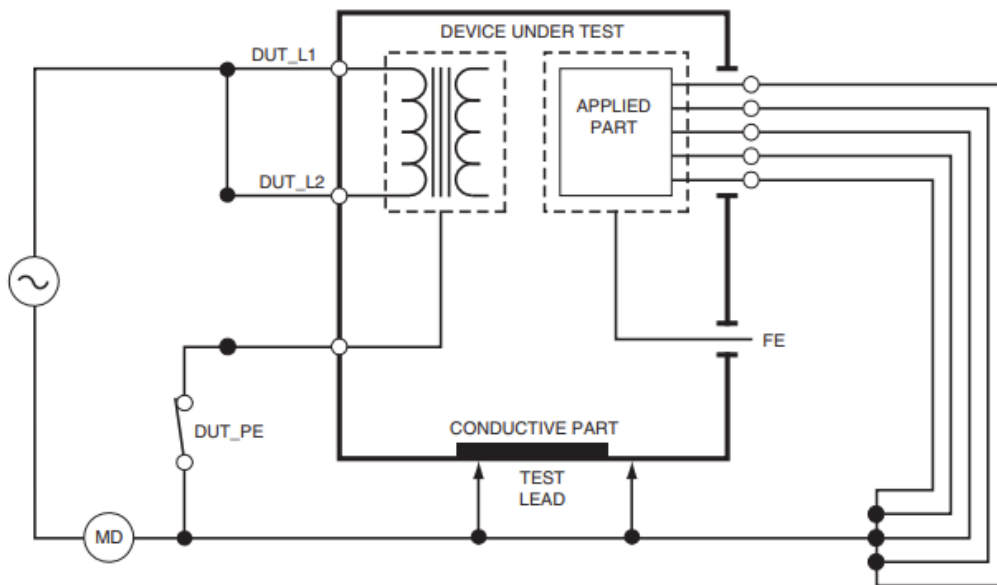 DEVICE UNDER TEST
DUT_L1
APPLIED
PART
DUT_L2
FE
DUT_PE
CONDUCTIVE PART
TEST
LEAD
MD